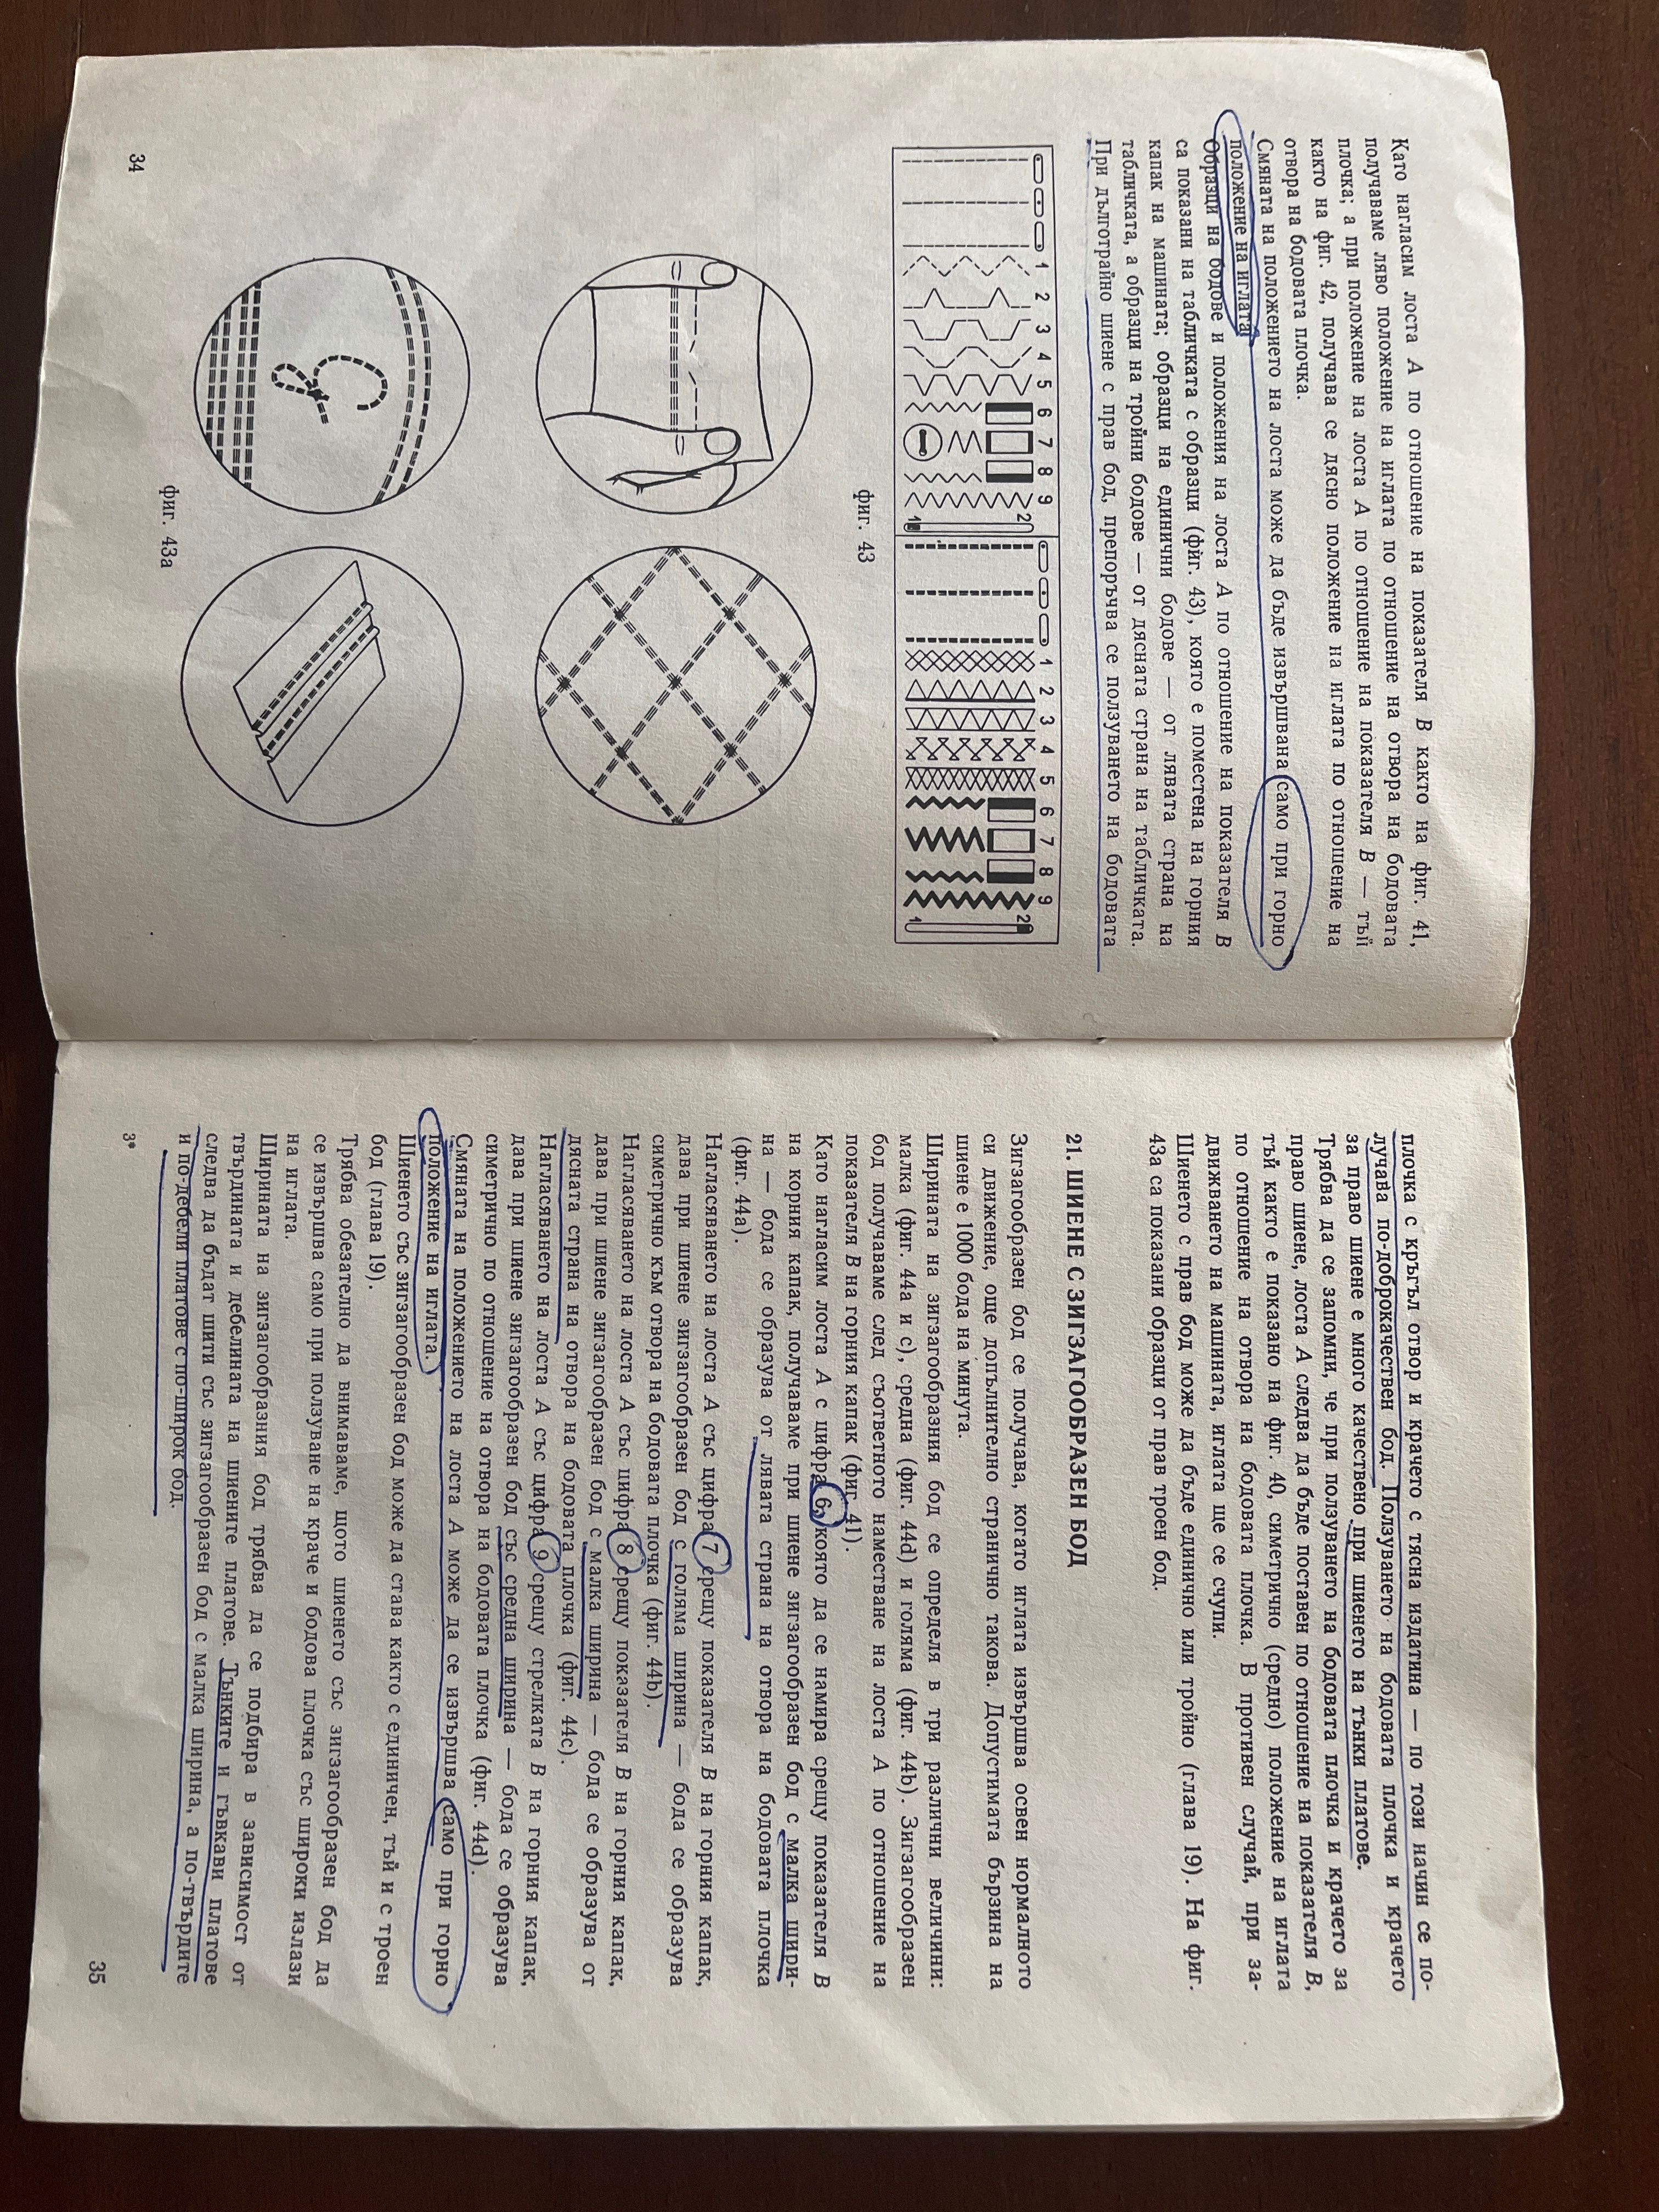 Като нагласим лоста А по отношение на показателя В както на фиг. 41,
получаваме ляво положение на иглата по отношение на отвора на бодовата
плочка; а при положение на лоста А по отношение на показателя В — тъй
както на фиг. 42, получава се дясно положение на иглата по отношение на
отвора на бодовата плочка.
Смяната на положението на лоста може да бъде извършвана само при горно
положение на иглата.
Образци на бодове и положения на лоста А по отношение на показателя В
са показани на табличката с образци (фиг. 43), която е поместена на горния
капак на машината; образци на единични бодове — от лявата страна на
табличката, а образци на тройни бодове — от дясната страна на табличката.
При дълготрайно шиене с прав бод, препоръчва се ползуването на бодовата
1 2 3 4 5 6 7 8 9 2 1 1 2 3 4 5 6 7 8 9 2 1
фиг. 43
фиг. 43а
34
плочка с кръгъл отвор и крачето с тясна издатина — по този начин се по-
лучава по-доброкачествен бод. Ползуването на бодовата плочка и крачето
за право шиене е много качествено при шиенето на тънки платове.
Трябва да се запомни, че при ползуването на бодовата плочка и крачето за
право шиене, лоста А следва да бъде поставен по отношение на показателя В,
тъй както е показано на фиг. 40, симетрично (средно) положение на иглата
по отношение на отвора на бодовата плочка. В противен случай, при за-
движването на машината, иглата ще се счупи.
Шиенето с прав бод може да бъде единично или тройно (глава 19). На фиг.
43а са показани образци от прав троен бод.
21. ШИЕНЕ С ЗИГЗАГООБРАЗЕН БОД
Зигзагообразен бод се получава, когато иглата извършва освен нормалното
си движение, още допълнително странично такова. Допустимата бързина на
шиене е 1000 бода на минута.
Ширината на зигзагообразния бод се определя в три различни величини:
малка (фиг. 44а и с), средна (фиг. 44d) и голяма (фиг. 44b). Зигзагообразен
бод получаваме след съответното наместване на лоста А по отношение на
показателя В на горния капак (фиг. 41).
Като нагласим лоста А с цифра 6, която да се намира срещу показателя В
на корния капак, получаваме при шиене зигзагообразен бод с малка шири-
на — бода се образува от лявата страна на отвора на бодовата плочка
(фиг. 44а).
Нагласяването на лоста А със цифра 7 срещу показателя В на горния капак,
дава при шиене зигзагообразен бод с голяма ширина — бода се образува
симетрично към отвора на бодовата плочка (фиг. 44b).
Нагласяването на лоста А със цифра 8 срещу показателя В на горния капак,
дава при шиене зигзагообразен бод с малка ширина — бода се образува от
дясната страна на отвора на бодовата плочка (фиг. 44с).
Нагласяването на лоста А със цифра 9 срещу стрелката В на горния капак,
дава при шиене зигзагообразен бод със средна ширина — бода се образува
симетрично по отношение на отвора на бодовата плочка (фиг. 44d).
Смяната на положението на лоста А може да се извършва само при горно
положение на иглата.
Шиенето със зигзагообразен бод може да става както с единичен, тъй и с троен
бод (глава 19).
Трябва обезателно да внимаваме, щото шиенето със зигзагообразен бод да
се извършва само при ползуване на краче и бодова плочка със широки излази
на иглата.
Ширината на зигзагообразния бод трябва да се подбира в зависимост от
твърдината и дебелината на шиените платове. Тънките и гъвкави платове
следва да бъдат шити със зигзагообразен бод с малка ширина, а по-твърдите
и по-дебели платове с по-широк бод.
3*
35